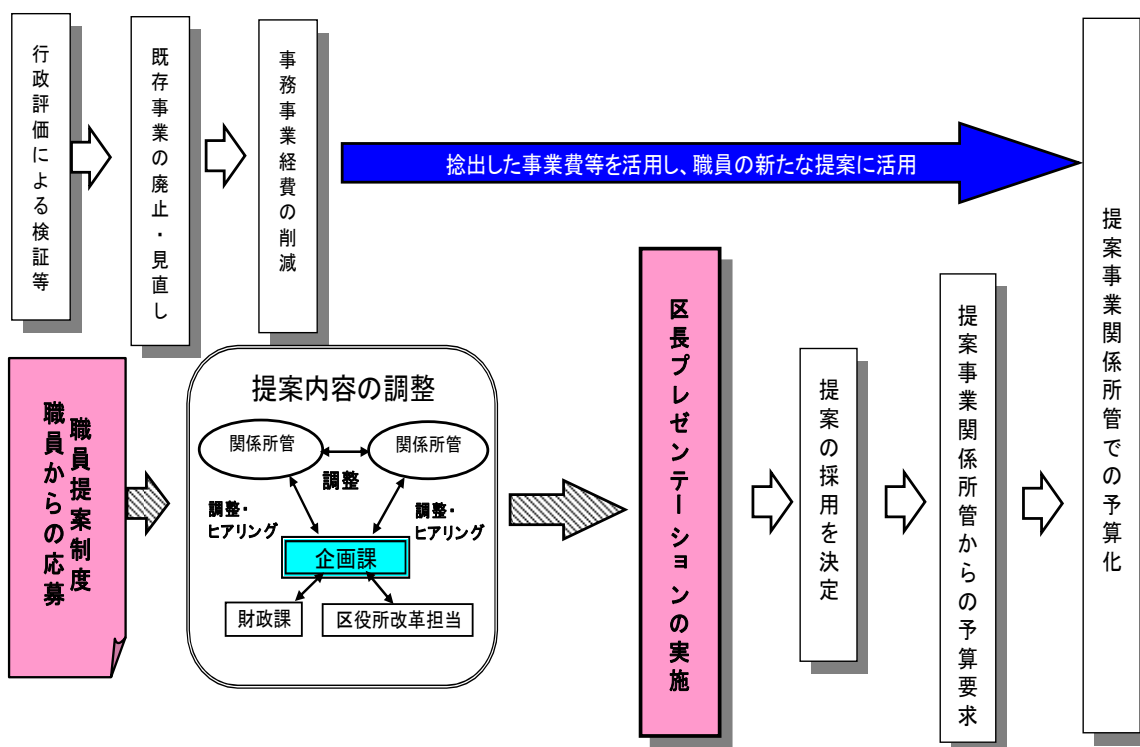 行政評価による検証等
既存事業の廃止・見直し
事務事業経費の削減
捻出した事業費等を活用し、職員の新たな提案に活用
提案事業関係所管での予算化
職員提案制度
職員からの応募
提案内容の調整
関係所管
関係所管
調整
調整・
ヒアリング
調整・
ヒアリング
企画課
財政課
区役所改革担当
区長プレゼンテーションの実施
提案の採用を決定
提案事業関係所管からの予算要求